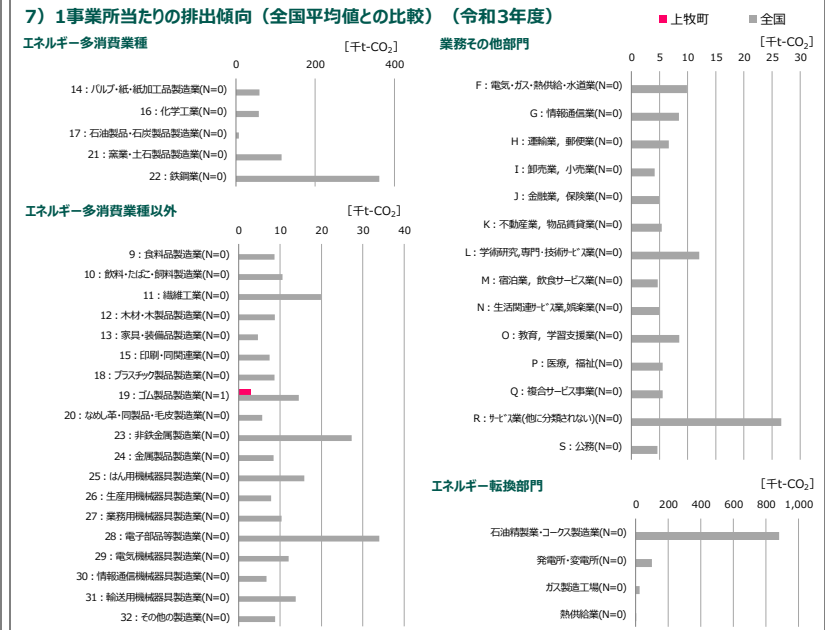 7）1事業所当たりの排出傾向（全国平均値との比較）（令和3年度）
上牧町
全国
エネルギー多消費業種
[千t-CO₂]
0 200 400
14：パルプ・紙・紙加工品製造業(N=0)
16：化学工業(N=0)
17：石油製品・石炭製品製造業(N=0)
21：窯業・土石製品製造業(N=0)
22：鉄鋼業(N=0)
エネルギー多消費業種以外
[千t-CO₂]
0 10 20 30 40
9：食料品製造業(N=0)
10：飲料・たばこ・飼料製造業(N=0)
11：繊維工業(N=0)
12：木材・木製品製造業(N=0)
13：家具・装備品製造業(N=0)
15：印刷・同関連業(N=0)
18：プラスチック製品製造業(N=0)
19：ゴム製品製造業(N=1)
20：なめし革・同製品・毛皮製造業(N=0)
23：非鉄金属製造業(N=0)
24：金属製品製造業(N=0)
25：はん用機械器具製造業(N=0)
26：生産用機械器具製造業(N=0)
27：業務用機械器具製造業(N=0)
28：電子部品等製造業(N=0)
29：電気機械器具製造業(N=0)
30：情報通信機械器具製造業(N=0)
31：輸送用機械器具製造業(N=0)
32：その他の製造業(N=0)
業務その他部門
[千t-CO₂]
0 5 10 15 20 25 30
F：電気・ガス・熱供給・水道業(N=0)
G：情報通信業(N=0)
H：運輸業，郵便業(N=0)
I：卸売業，小売業(N=0)
J：金融業，保険業(N=0)
K：不動産業，物品賃貸業(N=0)
L：学術研究,専門・技術ｻｰﾋﾞｽ業(N=0)
M：宿泊業，飲食サービス業(N=0)
N：生活関連ｻｰﾋﾞｽ業,娯楽業(N=0)
O：教育，学習支援業(N=0)
P：医療，福祉(N=0)
Q：複合サービス事業(N=0)
R：ｻｰﾋﾞｽ業(他に分類されない)(N=0)
S：公務(N=0)
エネルギー転換部門
[千t-CO₂]
0 200 400 600 800 1,000
石油精製業・コークス製造業(N=0)
発電所・変電所(N=0)
ガス製造工場(N=0)
熱供給業(N=0)